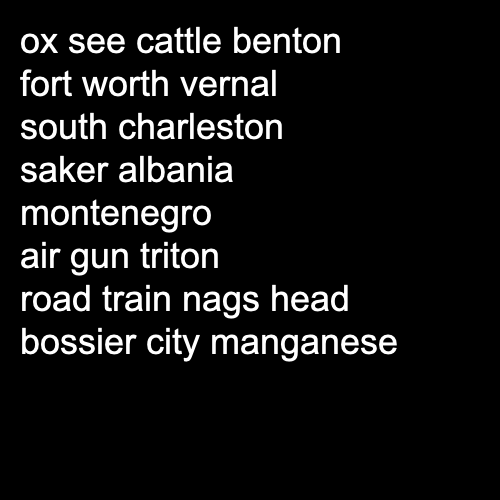 ox see cattle benton
fort worth vernal
south charleston
saker albania
montenegro
air gun triton
road train nags head
bossier city manganese